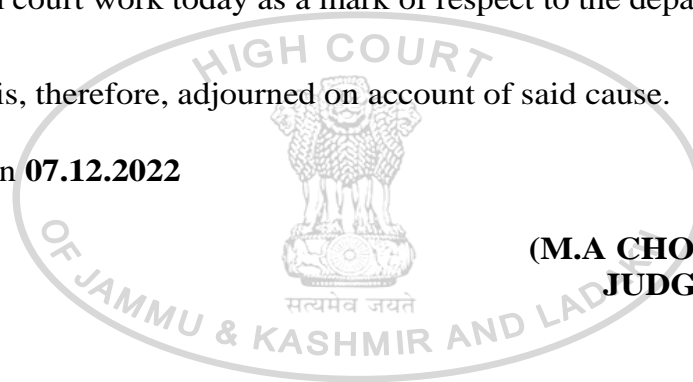 court work today as a mark of respect to the depa
is, therefore, adjourned on account of said cause.
n 07.12.2022
(M.A CHO
JUDG
HIGH COURT
OF JAMMU & KASHMIR AND LADAKH
सत्यमेव जयते